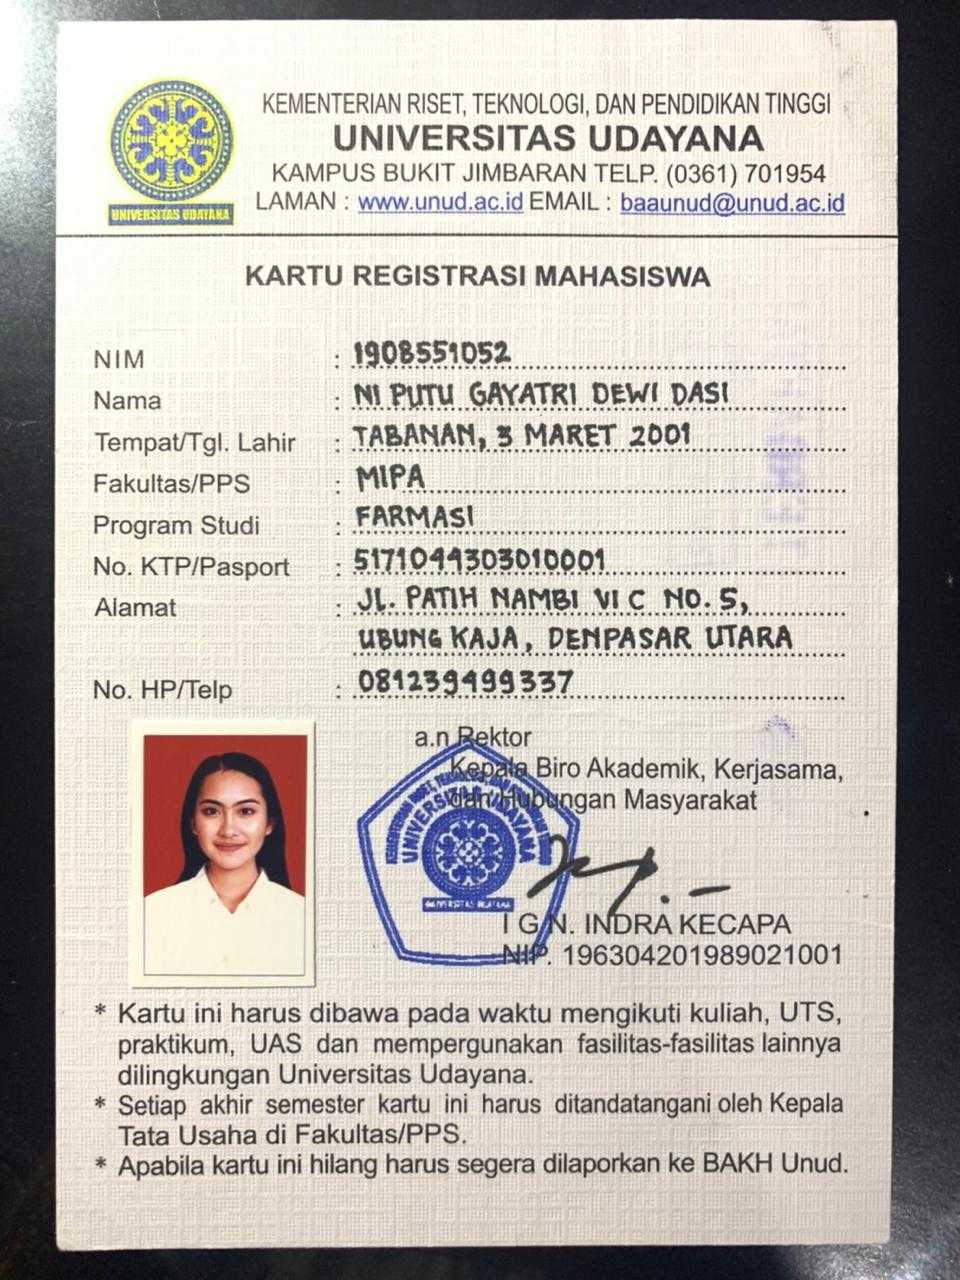 KEMENTERIAN RISET, TEKNOLOGI, DAN PENDIDIKAN TINGGI
UNIVERSITAS UDAYANA
KAMPUS BUKIT JIMBARAN TELP. (0361) 701954
LAMAN : www.unud.ac.id EMAIL : baaunud@unud.ac.id
UNIVERSITAS UDAYANA
KARTU REGISTRASI MAHASISWA
NIM : 1908551052
Nama : NI PUTU GAYATRI DEWI DASI
Tempat/Tgl. Lahir : TABANAN, 3 MARET 2001
Fakultas/PPS : MIPA
Program Studi : FARMASI
No. KTP/Pasport : 5171044303010001
Alamat : JL. PATIH NAMBI VI C NO. 5,
UBUNG KAJA, DENPASAR UTARA
No. HP/Telp : 081239499337
a.n Rektor
Kepala Biro Akademik, Kerjasama,
dan Hubungan Masyarakat
UNIVERSITAS UDAYANA
UNIVERSITAS UDAYANA
I G N. INDRA KECAPA
NIP. 196304201989021001
* Kartu ini harus dibawa pada waktu mengikuti kuliah, UTS,
praktikum, UAS dan mempergunakan fasilitas-fasilitas lainnya
dilingkungan Universitas Udayana.
* Setiap akhir semester kartu ini harus ditandatangani oleh Kepala
Tata Usaha di Fakultas/PPS.
* Apabila kartu ini hilang harus segera dilaporkan ke BAKH Unud.